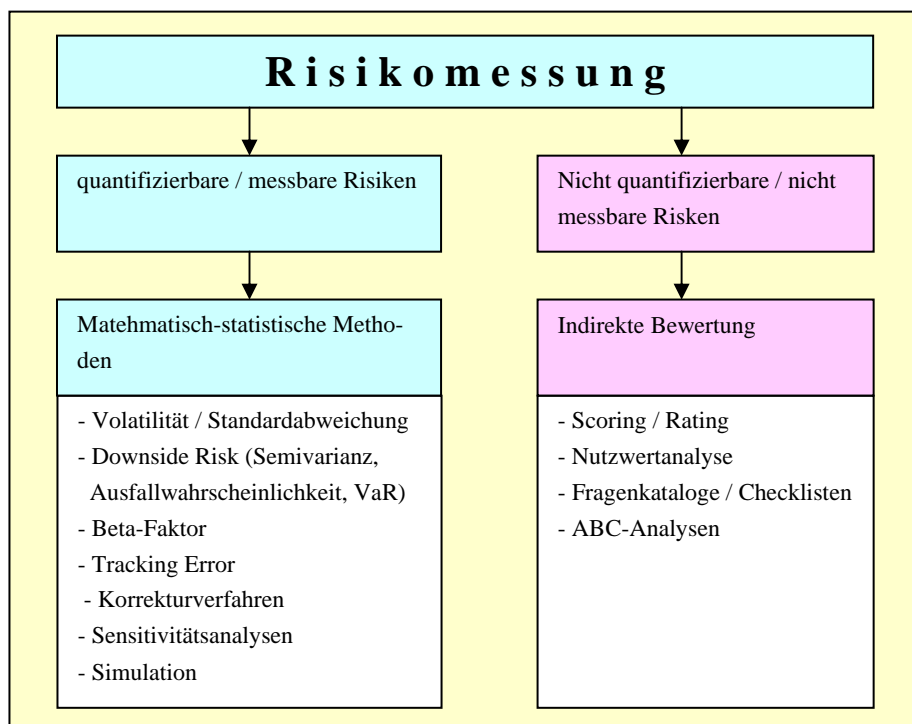 Risikomessung
quantifizierbare / messbare Risiken
Nicht quantifizierbare / nicht
messbare Risken
Matehmatisch-statistische Metho-
den
Indirekte Bewertung
- Volatilität / Standardabweichung
- Downside Risk (Semivarianz,
Ausfallwahrscheinlichkeit, VaR)
- Beta-Faktor
- Tracking Error
- Korrekturverfahren
- Sensitivitätsanalysen
- Simulation
- Scoring / Rating
- Nutzwertanalyse
- Fragenkataloge / Checklisten
- ABC-Analysen